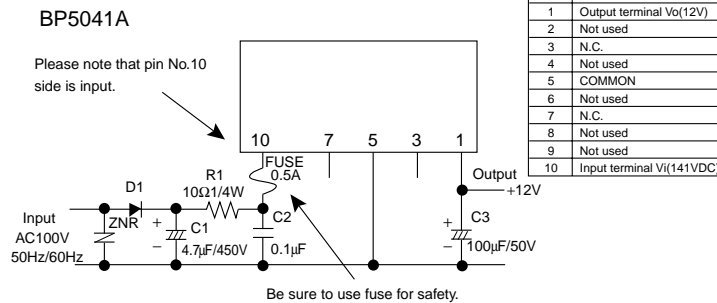 BP5041A
Please note that pin No.10
side is input.
10 7 5 3 1
FUSE
0.5A
R1
10Ω1/4W
D1
ZNR
Input
AC100V
50Hz/60Hz
+
C1
4.7μF/450V
−
C2
0.1μF
Output
+12V
+
C3
100μF/50V
−
Be sure to use fuse for safety.
1 Output terminal Vo(12V)
2 Not used
3 N.C.
4 Not used
5 COMMON
6 Not used
7 N.C.
8 Not used
9 Not used
10 Input terminal Vi(141VDC)